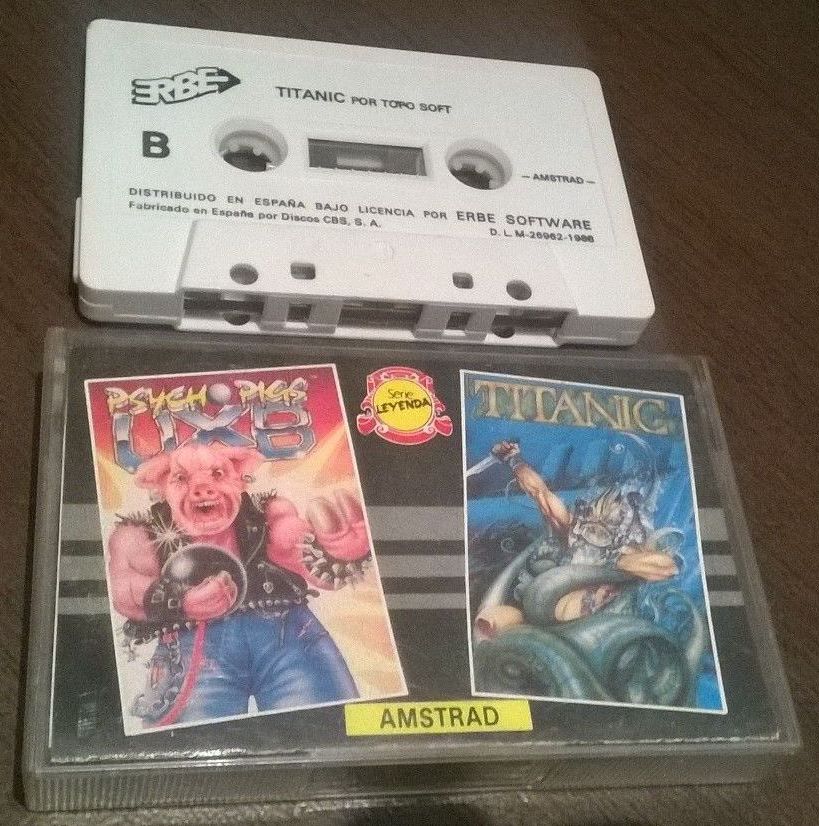 ERBE
TITANIC POR TOPO SOFT
B
— AMSTRAD —
DISTRIBUIDO EN ESPAÑA BAJO LICENCIA POR ERBE SOFTWARE
Fabricado en España por Discos CBS, S. A.
D. L. M-26962-1988
PSYCHO PIGS
UXB
Serie
LEYENDA
TITANIC
AMSTRAD